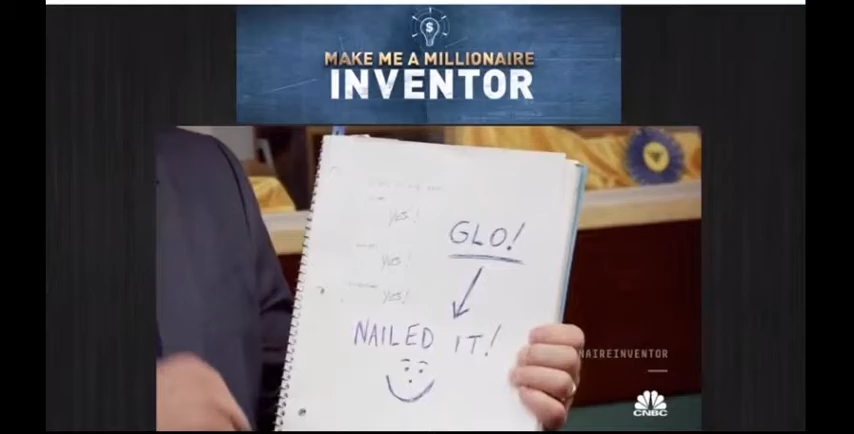 $
MAKE ME A MILLIONAIRE
INVENTOR
YES!
GLO!
YES!
YES!
NAILED IT!
NAIREINVENTOR
CNBC